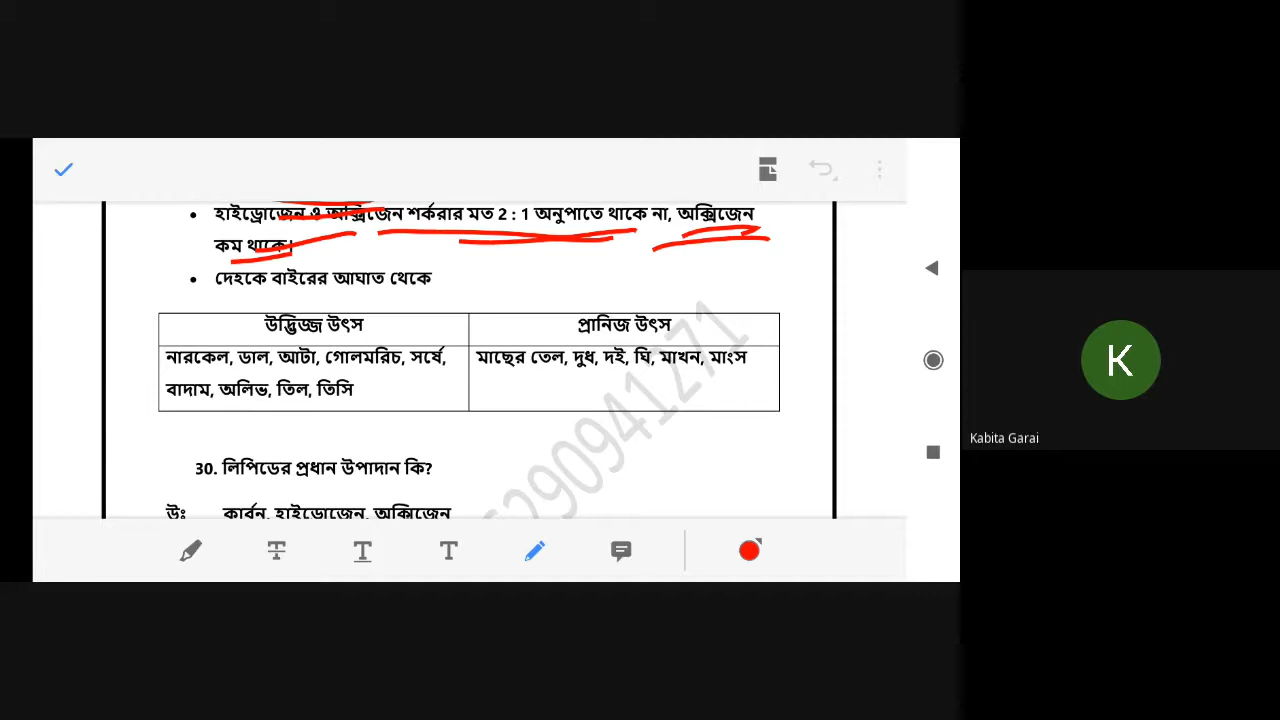 হাইড্রোজেন ও অক্সিজেন শর্করার মত 2 : 1 অনুপাতে থাকে না, অক্সিজেন
কম থাকে।
দেহকে বাইরের আঘাত থেকে
উদ্ভিজ্জ উৎস
প্রানিজ উৎস
নারকেল, ডাল, আটা, গোলমরিচ, সর্ষে,
বাদাম, অলিভ, তিল, তিসি
মাছের তেল, দুধ, দই, ঘি, মাখন, মাংস
30. লিপিডের প্রধান উপাদান কি?
উঃ কার্বন, হাইড্রোজেন, অক্সিজেন
K
Kabita Garai